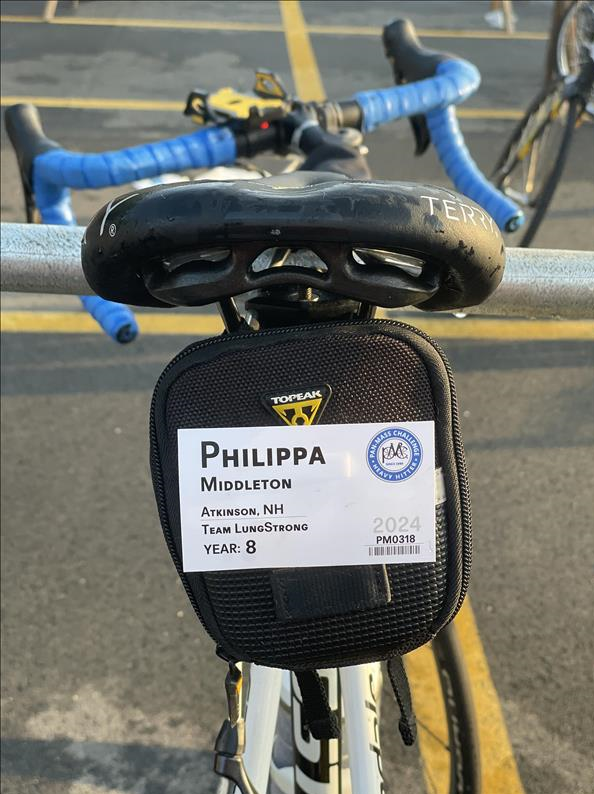 TERRY
TOPEAK
PHILIPPA
MIDDLETON
ATKINSON, NH
TEAM LUNGSTRONG
YEAR: 8
PAN-MASS CHALLENGE
HEAVY HITTER
2024
PM0318